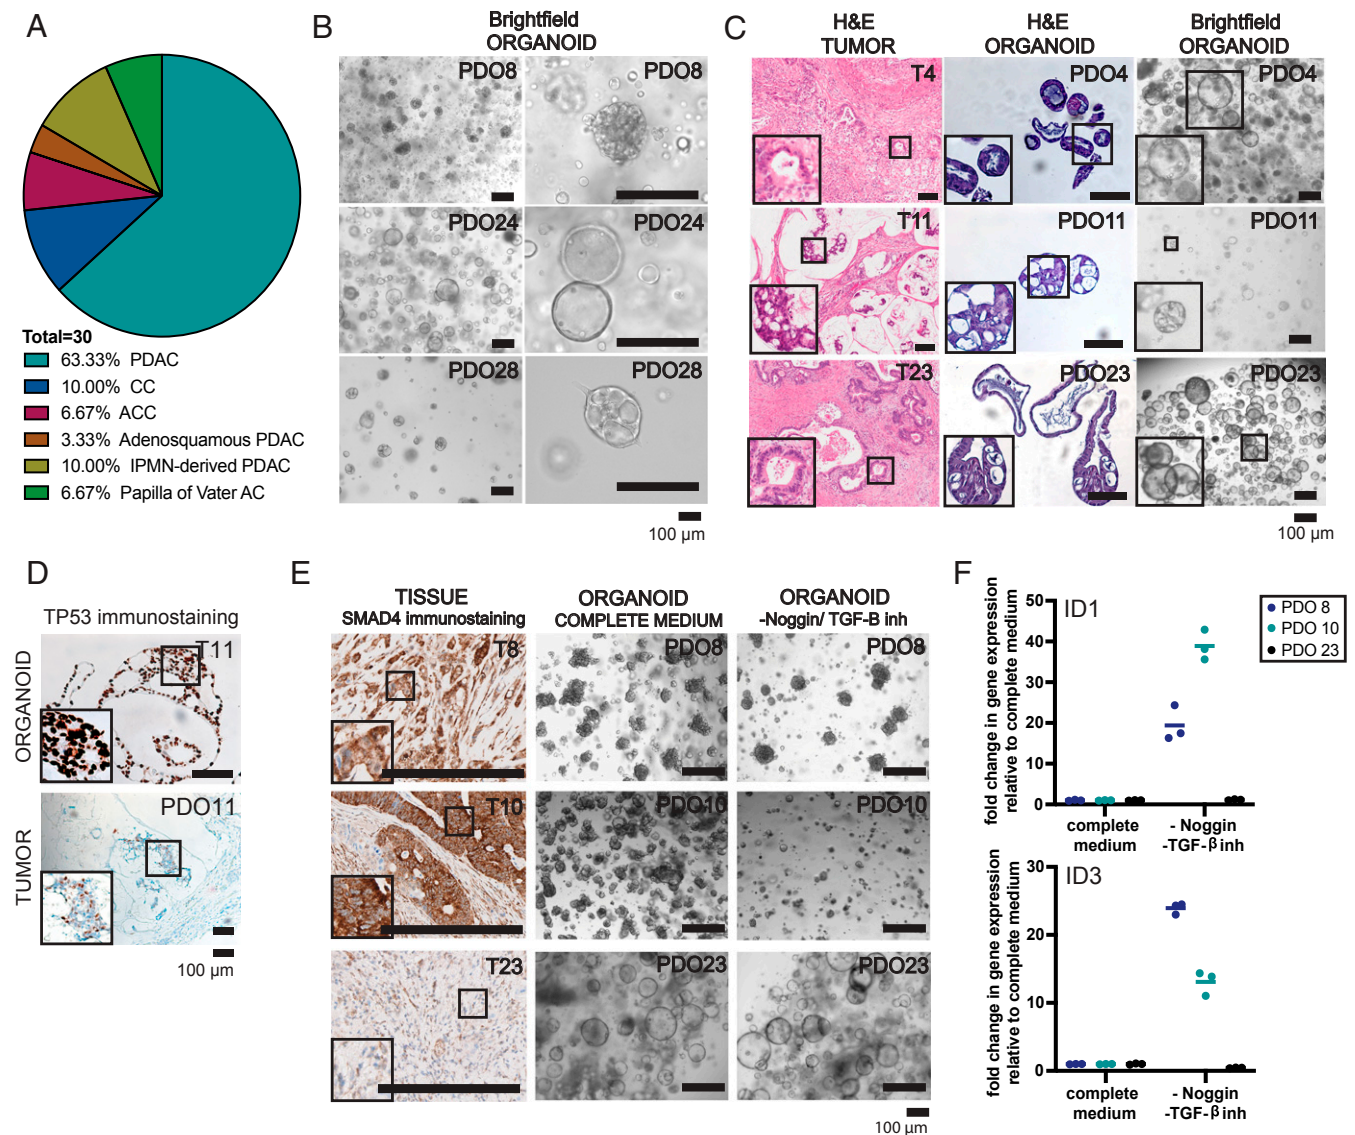 A
Total=30
63.33% PDAC
10.00% CC
6.67% ACC
3.33% Adenosquamous PDAC
10.00% IPMN-derived PDAC
6.67% Papilla of Vater AC
B
Brightfield
ORGANOID
PDO8
PDO8
PDO24
PDO24
PDO28
PDO28
100 µm
C
H&E
TUMOR
H&E
ORGANOID
Brightfield
ORGANOID
T4
PDO4
PDO4
T11
PDO11
PDO11
T23
PDO23
PDO23
100 µm
D
TP53 immunostaining
ORGANOID
T11
TUMOR
PDO11
100 µm
E
TISSUE
SMAD4 immunostaining
ORGANOID
COMPLETE MEDIUM
ORGANOID
-Noggin/ TGF-B inh
T8
PDO8
PDO8
T10
PDO10
PDO10
T23
PDO23
PDO23
100 µm
F
fold change in gene expression
relative to complete medium
ID1
50
40
30
20
10
0
complete
medium
- Noggin
-TGF-β inh
PDO 8
PDO 10
PDO 23
fold change in gene expression
relative to complete medium
ID3
30
20
10
0
complete
medium
- Noggin
-TGF-β inh